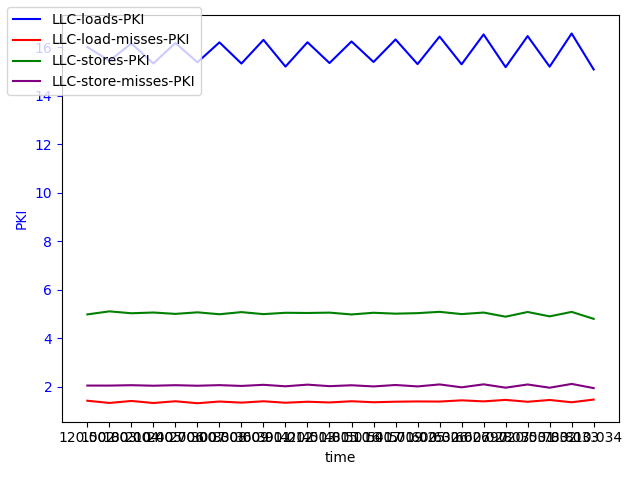 LLC-loads-PKI
LLC-load-misses-PKI
LLC-stores-PKI
LLC-store-misses-PKI
16
14
12
10
8
6
4
2
PKI
time